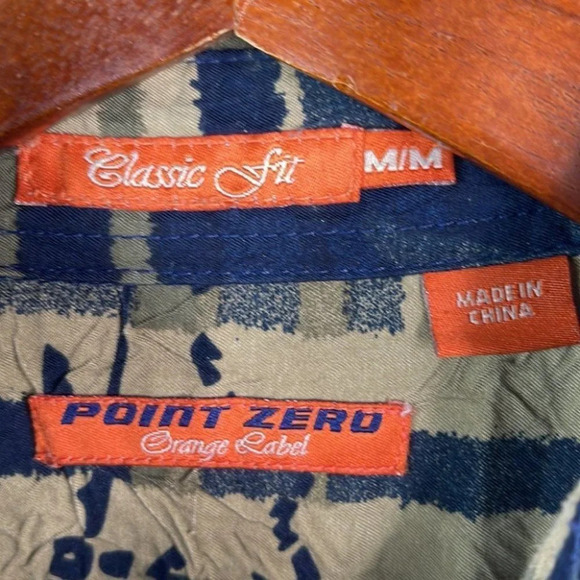 Classic Fit
M/M
MADE IN
CHINA
POINT ZERO
Orange Label